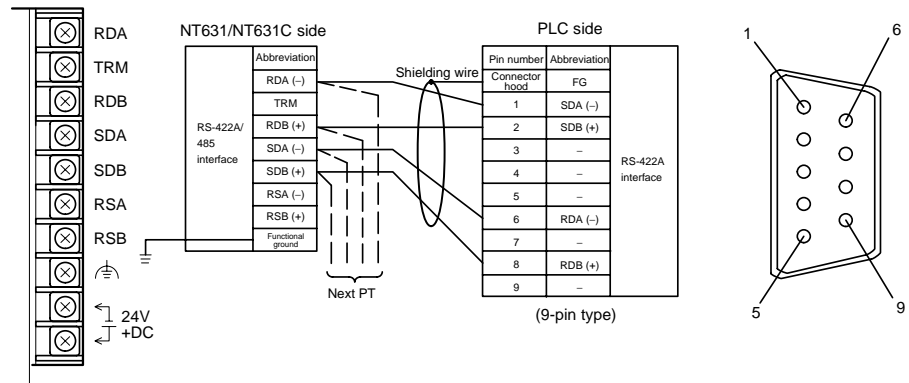 RDA
TRM
RDB
SDA
SDB
RSA
RSB
24V
+DC
NT631/NT631C side
Abbreviation
RS-422A/
485
interface
RDA (–)
TRM
RDB (+)
SDA (–)
SDB (+)
RSA (–)
RSB (+)
Functional
ground
Shielding wire
Next PT
PLC side
Pin number Abbreviation
Connector
hood
FG
1 SDA (–)
2 SDB (+)
3 –
4 –
5 –
6 RDA (–)
7 –
8 RDB (+)
9 –
RS-422A
interface
(9-pin type)
1
6
5
9